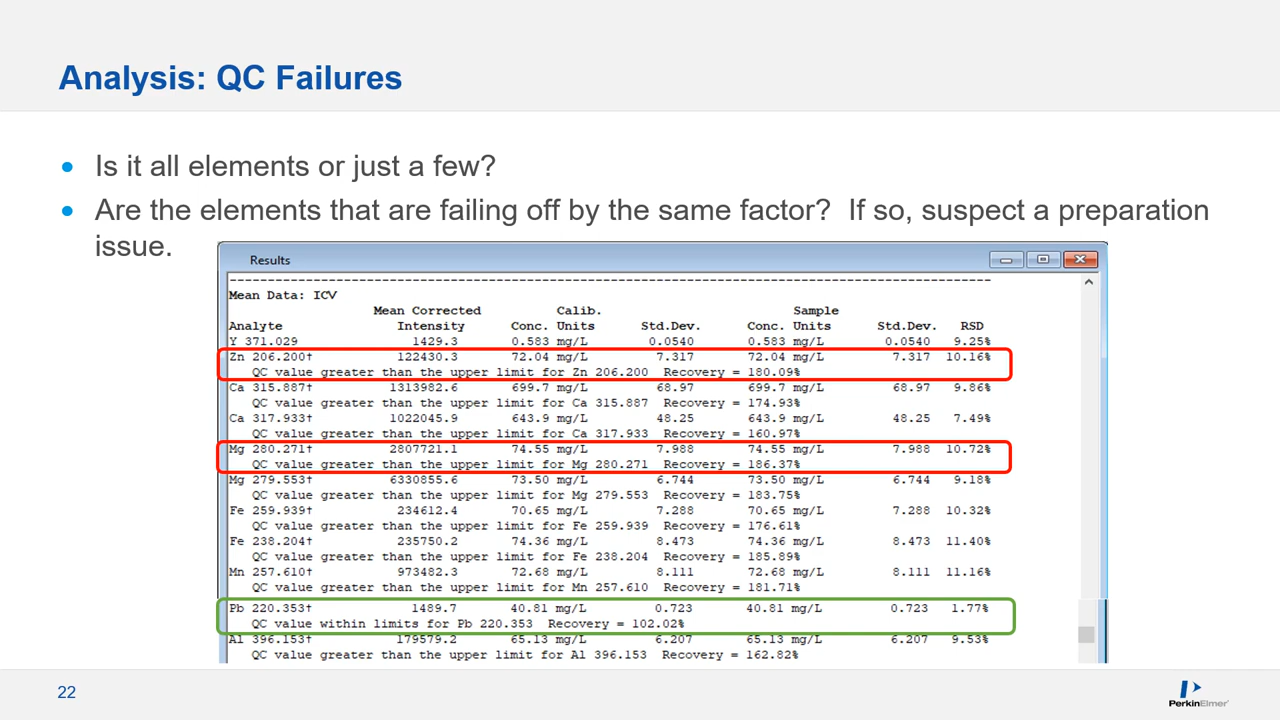 Analysis: QC Failures
• Is it all elements or just a few?
• Are the elements that are failing off by the same factor? If so, suspect a preparation
issue.
Results
Mean Data: ICV
Mean Corrected Calib. Sample
Analyte Intensity Conc. Units Std.Dev. Conc. Units Std.Dev. RSD
Y 371.029 1429.3 0.583 mg/L 0.0540 0.583 mg/L 0.0540 9.25%
Zn 206.200† 122430.3 72.04 mg/L 7.317 72.04 mg/L 7.317 10.16%
QC value greater than the upper limit for Zn 206.200 Recovery = 180.09%
Ca 315.887† 1313982.6 699.7 mg/L 68.97 699.7 mg/L 68.97 9.86%
QC value greater than the upper limit for Ca 315.887 Recovery = 174.93%
Ca 317.933† 1022045.9 643.9 mg/L 48.25 643.9 mg/L 48.25 7.49%
QC value greater than the upper limit for Ca 317.933 Recovery = 160.97%
Mg 280.271† 2807721.1 74.55 mg/L 7.988 74.55 mg/L 7.988 10.72%
QC value greater than the upper limit for Mg 280.271 Recovery = 186.37%
Mg 279.553† 6330855.6 73.50 mg/L 6.744 73.50 mg/L 6.744 9.18%
QC value greater than the upper limit for Mg 279.553 Recovery = 183.75%
Fe 259.939† 234612.4 70.65 mg/L 7.288 70.65 mg/L 7.288 10.32%
QC value greater than the upper limit for Fe 259.939 Recovery = 176.61%
Fe 238.204† 235750.2 74.36 mg/L 8.473 74.36 mg/L 8.473 11.40%
QC value greater than the upper limit for Fe 238.204 Recovery = 185.89%
Mn 257.610† 973482.3 72.68 mg/L 8.111 72.68 mg/L 8.111 11.16%
QC value greater than the upper limit for Mn 257.610 Recovery = 181.71%
Pb 220.353† 1489.7 40.81 mg/L 0.723 40.81 mg/L 0.723 1.77%
QC value within limits for Pb 220.353 Recovery = 102.02%
Al 396.153† 179579.2 65.13 mg/L 6.207 65.13 mg/L 6.207 9.53%
QC value greater than the upper limit for Al 396.153 Recovery = 162.82%
22
PerkinElmer